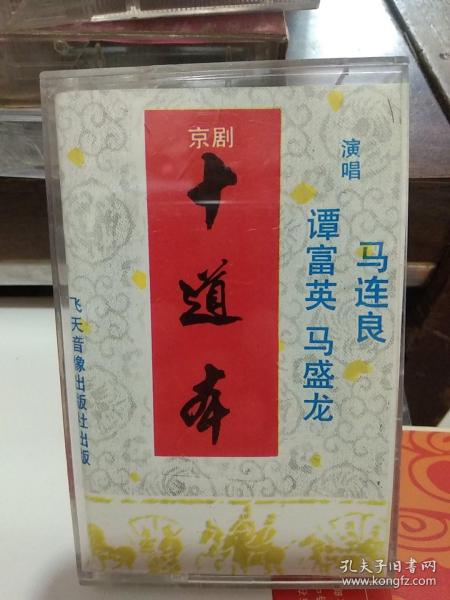 京剧
十道本
演唱
马连良
谭富英 马盛龙
飞天音像出版社出版
孔夫子旧书网
www.kongfz.com